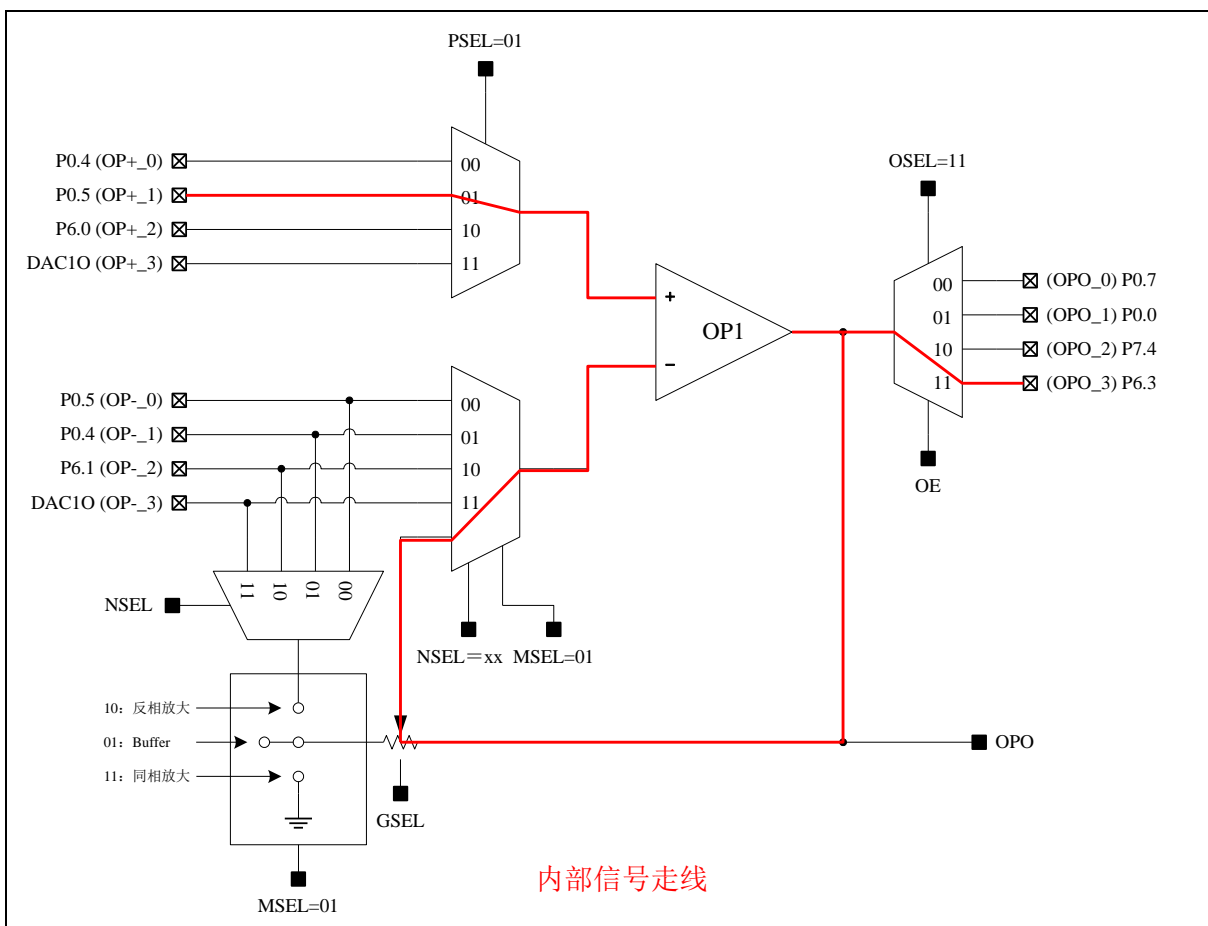 PSEL=01
P0.4 (OP+_0)
00
P0.5 (OP+_1)
01
P6.0 (OP+_2)
10
DAC1O (OP+_3)
11
OSEL=11
00
(OPO_0) P0.7
01
(OPO_1) P0.0
10
(OPO_2) P7.4
11
(OPO_3) P6.3
OE
+
OP1
−
P0.5 (OP-_0)
00
P0.4 (OP-_1)
01
P6.1 (OP-_2)
10
DAC1O (OP-_3)
11
11 10 01 00
NSEL
NSEL＝xx MSEL=01
10：反相放大
01：Buffer
11：同相放大
OPO
GSEL
MSEL=01
内部信号走线